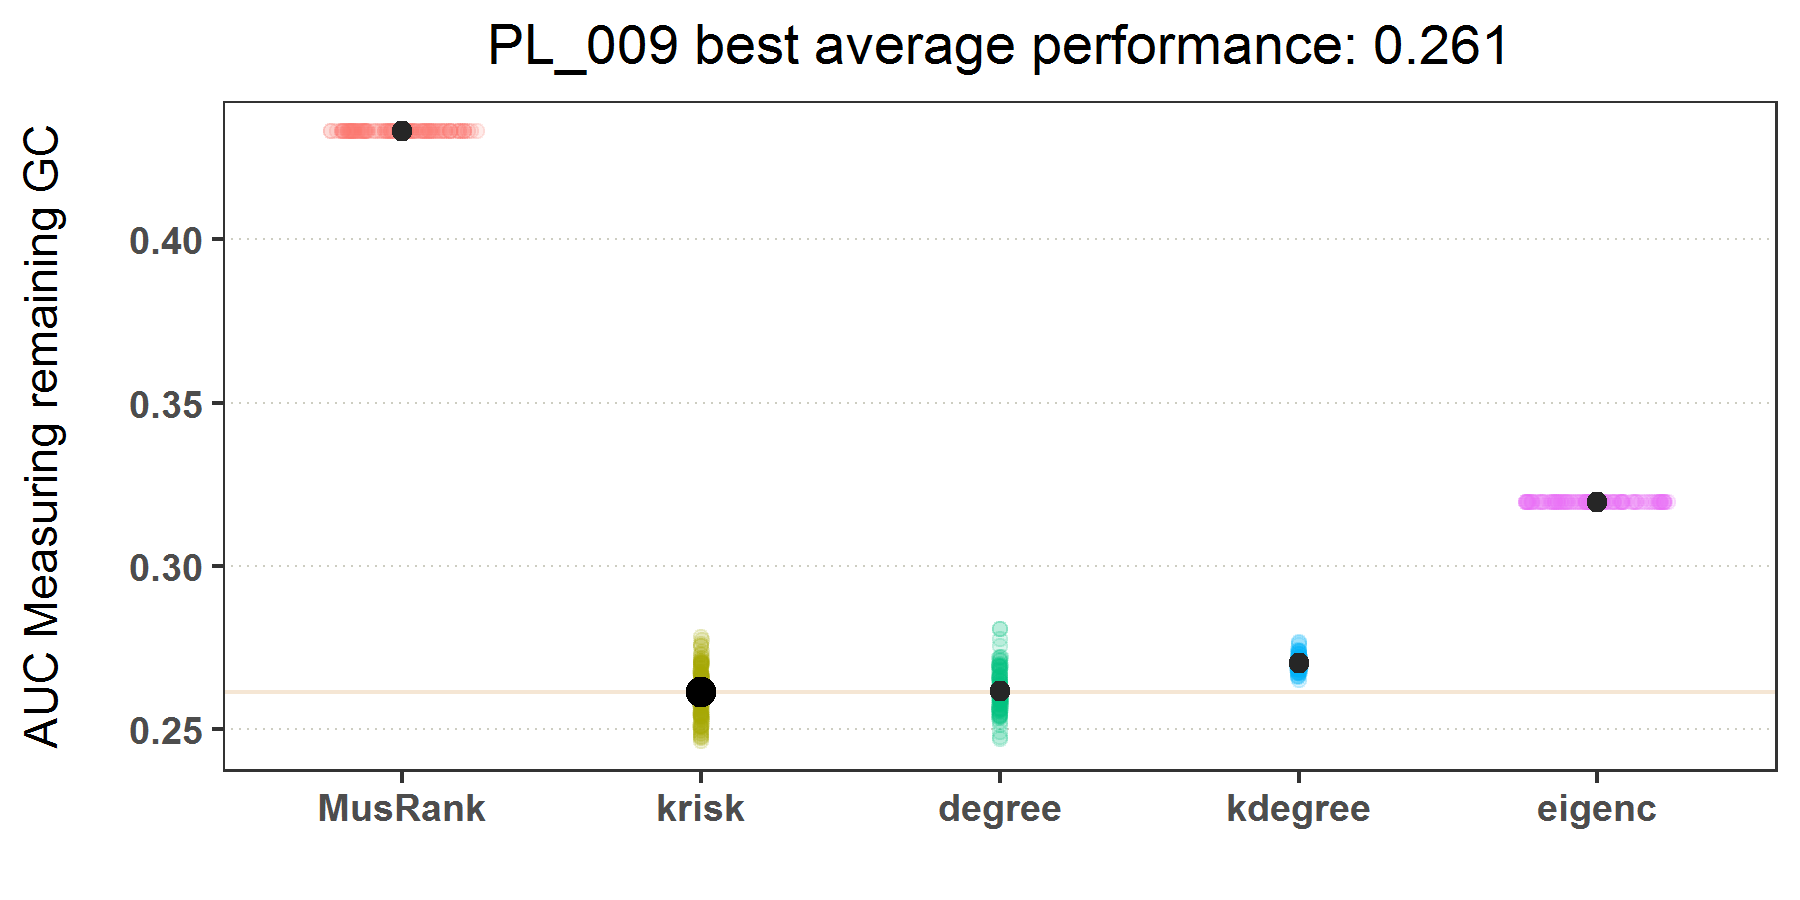 PL_009 best average performance: 0.261
AUC Measuring remaining GC
0.40
0.35
0.30
0.25
MusRank krisk degree kdegree eigenc